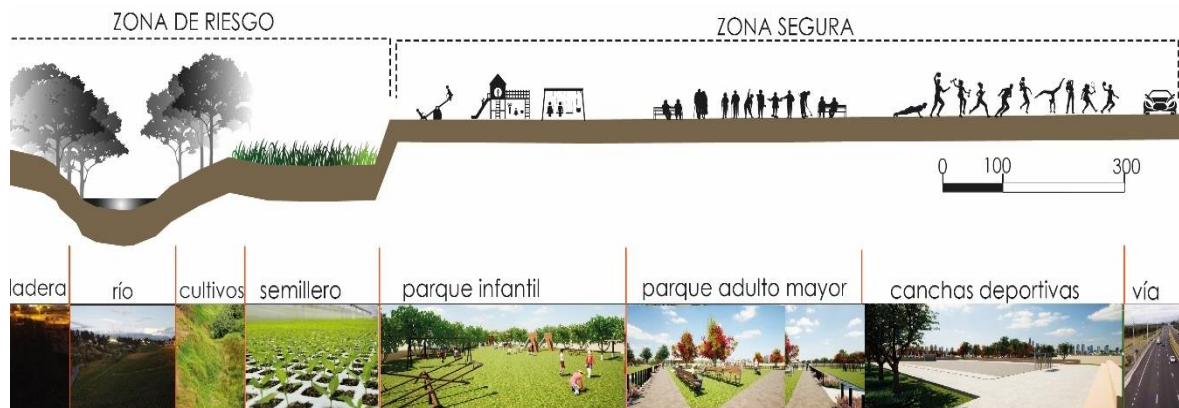 ZONA DE RIESGO
ZONA SEGURA
0 100 300
ladera río cultivos semillero parque infantil parque adulto mayor canchas deportivas vía